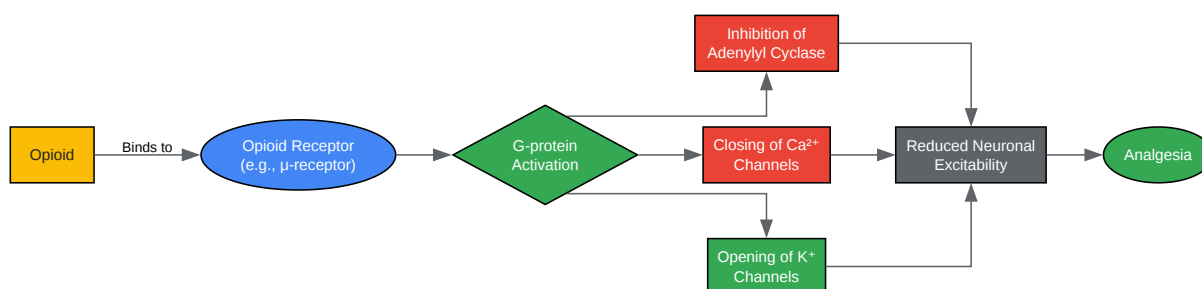 Opioid
Binds to
Opioid Receptor
(e.g., μ-receptor)
G-protein
Activation
Inhibition of
Adenylyl Cyclase
Closing of Ca²⁺
Channels
Opening of K⁺
Channels
Reduced Neuronal
Excitability
Analgesia